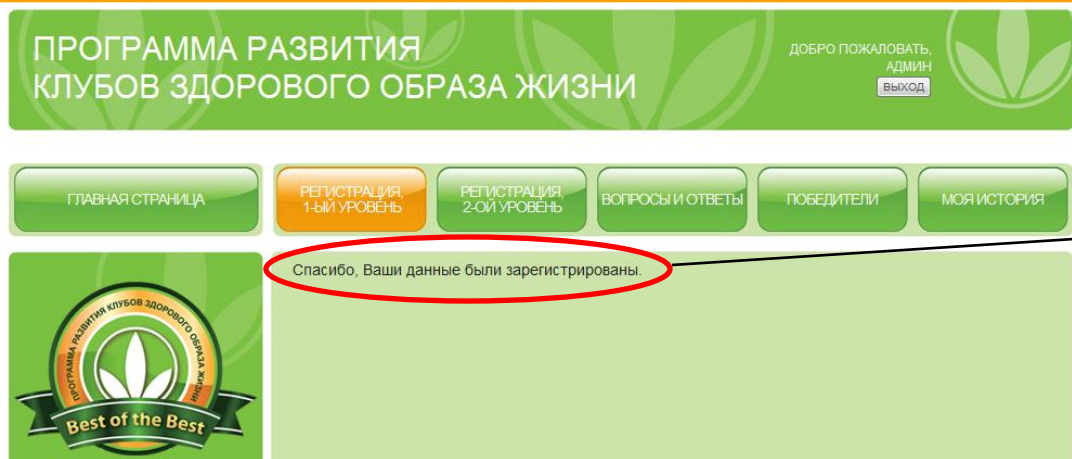 ПРОГРАММА РАЗВИТИЯ
КЛУБОВ ЗДОРОВОГО ОБРАЗА ЖИЗНИ
ДОБРО ПОЖАЛОВАТЬ,
АДМИН
ВЫХОД
ГЛАВНАЯ СТРАНИЦА
РЕГИСТРАЦИЯ,
1-ЫЙ УРОВЕНЬ
РЕГИСТРАЦИЯ,
2-ОЙ УРОВЕНЬ
ВОПРОСЫ И ОТВЕТЫ
ПОБЕДИТЕЛИ
МОЯ ИСТОРИЯ
Спасибо, Ваши данные были зарегистрированы.
ПРОГРАММА РАЗВИТИЯ КЛУБОВ ЗДОРОВОГО ОБРАЗА ЖИЗНИ
Best of the Best